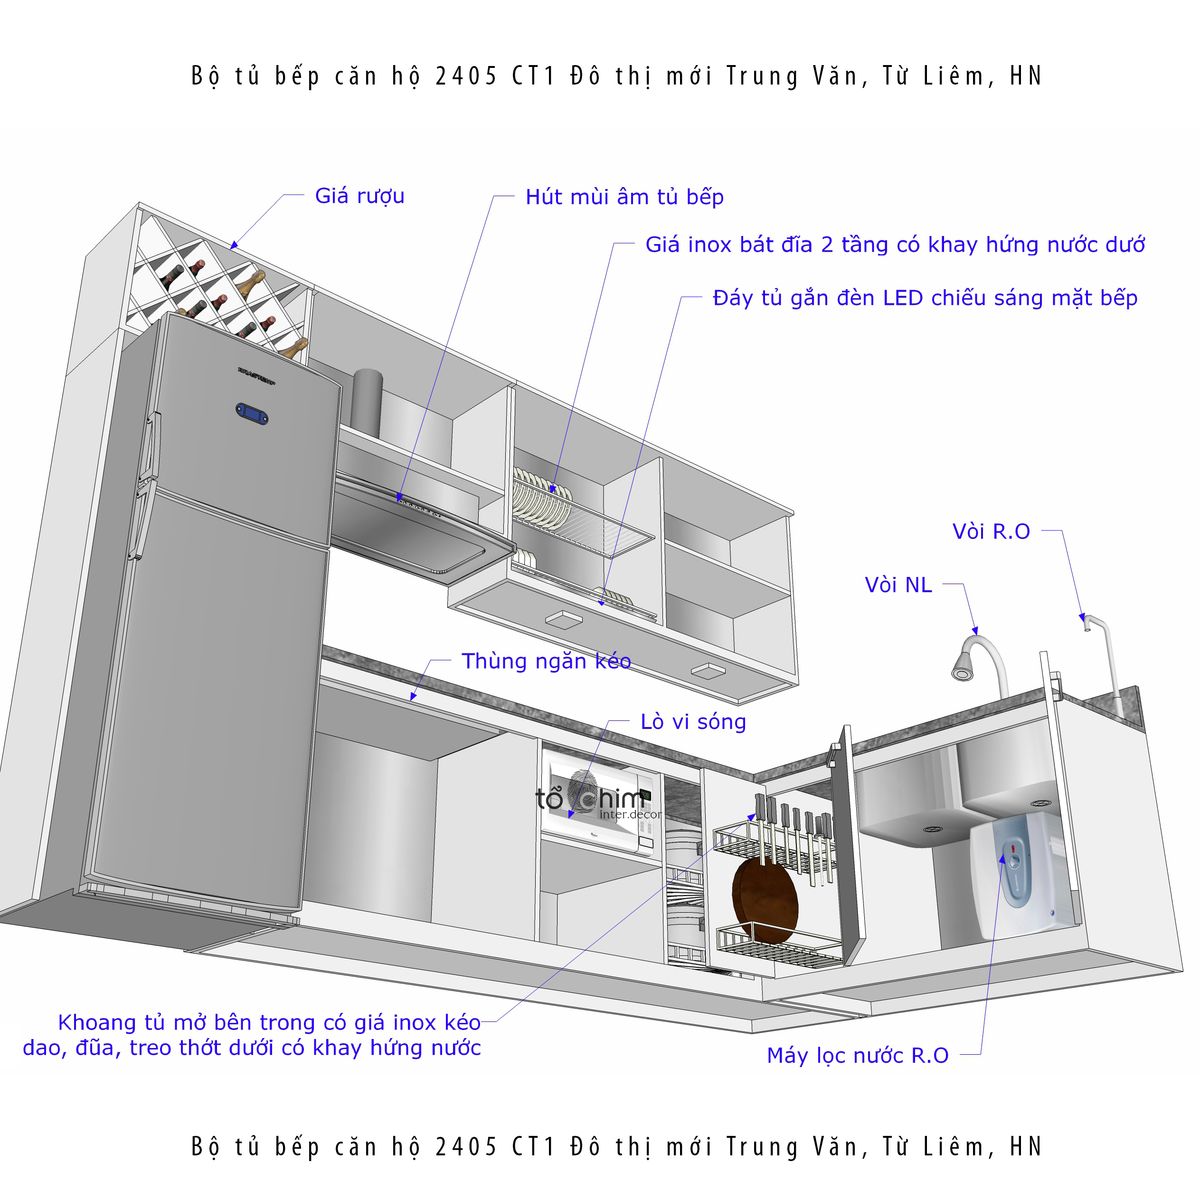 Bộ tủ bếp căn hộ 2405 CT1 Đô thị mới Trung Văn, Từ Liêm, HN
Giá rượu
Hút mùi âm tủ bếp
Giá inox bát đĩa 2 tầng có khay hứng nước dướ
Đáy tủ gắn đèn LED chiếu sáng mặt bếp
Vòi R.O
Vòi NL
Thùng ngăn kéo
Lò vi sóng
tổ chim
inter.decor
Khoang tủ mở bên trong có giá inox kéo
dao, đũa, treo thớt dưới có khay hứng nước
Máy lọc nước R.O
Bộ tủ bếp căn hộ 2405 CT1 Đô thị mới Trung Văn, Từ Liêm, HN